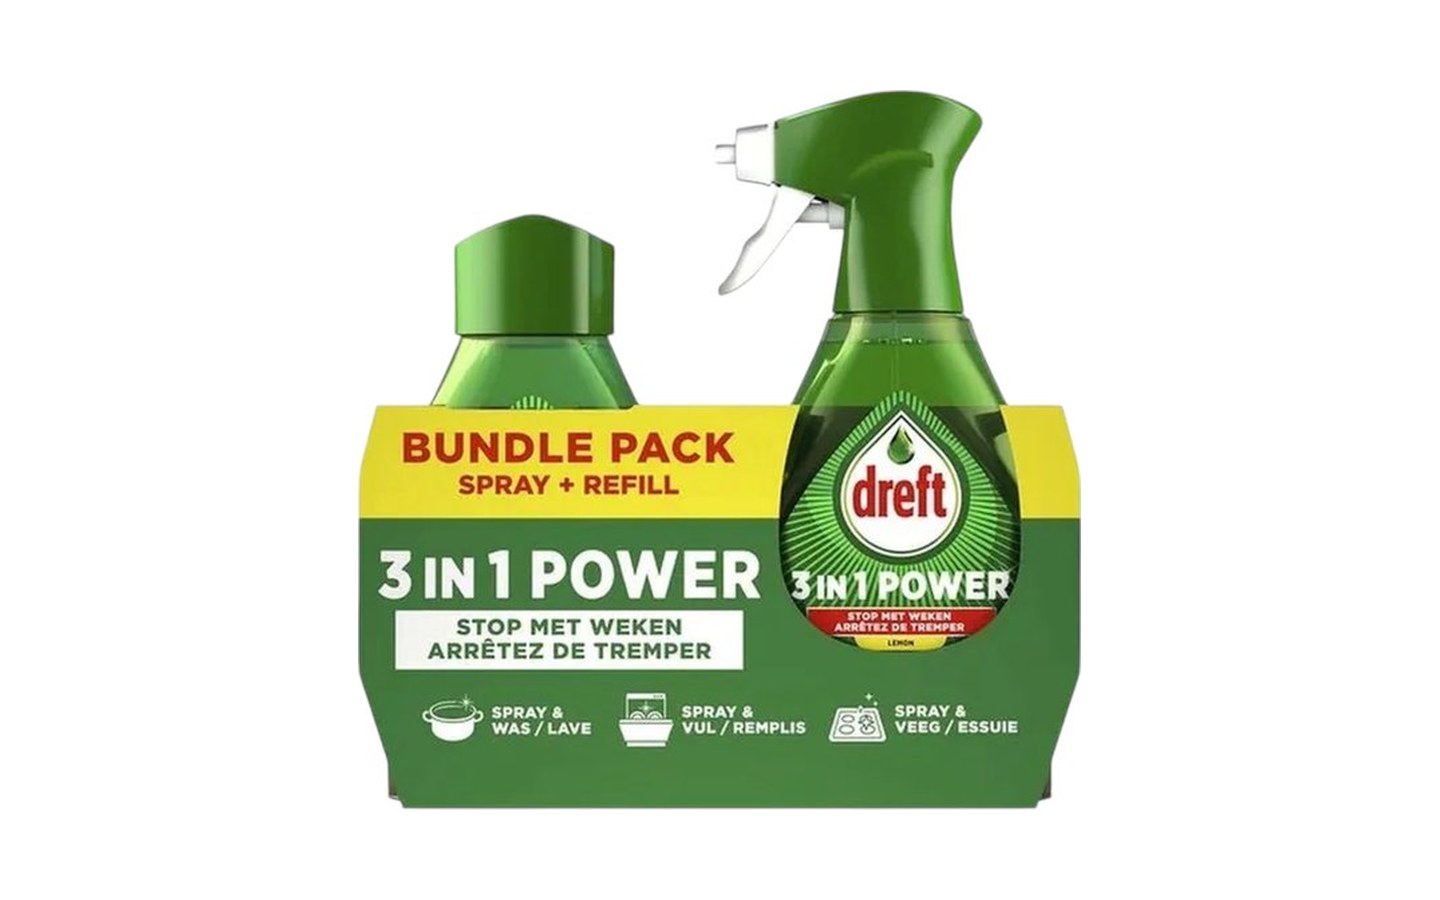 BUNDLE PACK
SPRAY + REFILL
3 IN 1 POWER
STOP MET WEKEN
ARRÊTEZ DE TREMPER
SPRAY &
WAS / LAVE
SPRAY &
VUL / REMPLIS
SPRAY &
VEEG / ESSUIE
dreft
3 IN 1 POWER
STOP MET WEKEN
ARRÊTEZ DE TREMPER
LEMON